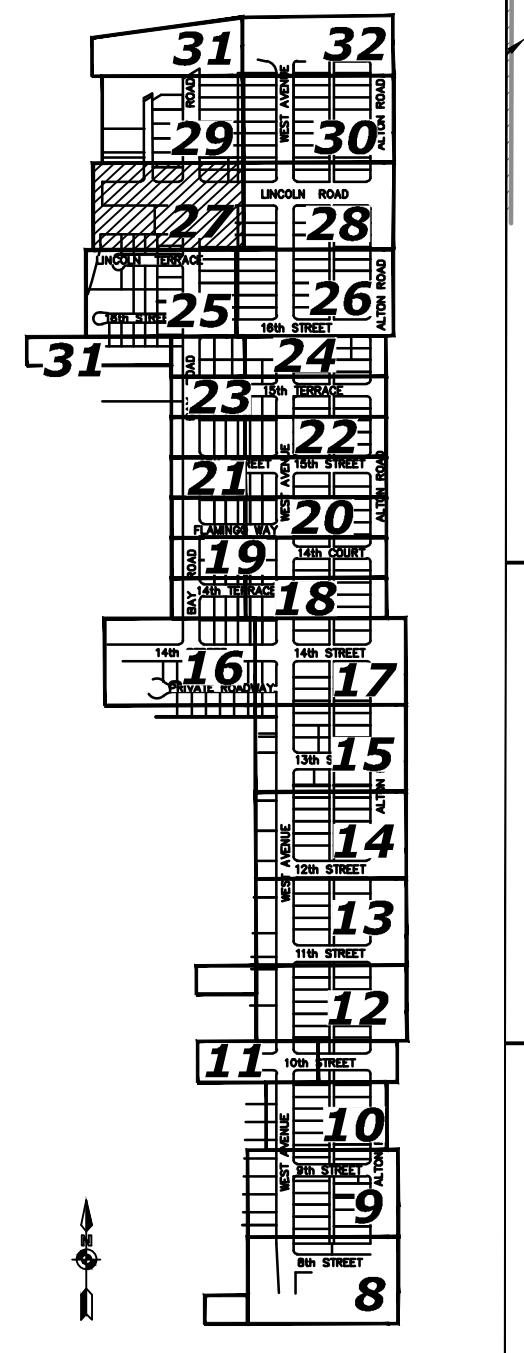 31
32
ROAD
WEST AVENUE
ALTON ROAD
29
30
LINCOLN ROAD
27
28
LINCOLN TERRACE
ALTON ROAD
25
26
16th STREET
31
24
15th TERRACE
23
22
15th STREET
WEST AVENUE
ALTON ROAD
21
20
FLAMINGO WAY
14th COURT
19
BAY ROAD
14th TERRACE
18
14th
14th STREET
16
17
PRIVATE ROADWAY
13th
15
ALTON
14
WEST AVENUE
12th STREET
13
11th STREET
12
11
10th STREET
10
WEST AVENUE
ALTON
9th STREET
9
N
8th STREET
8